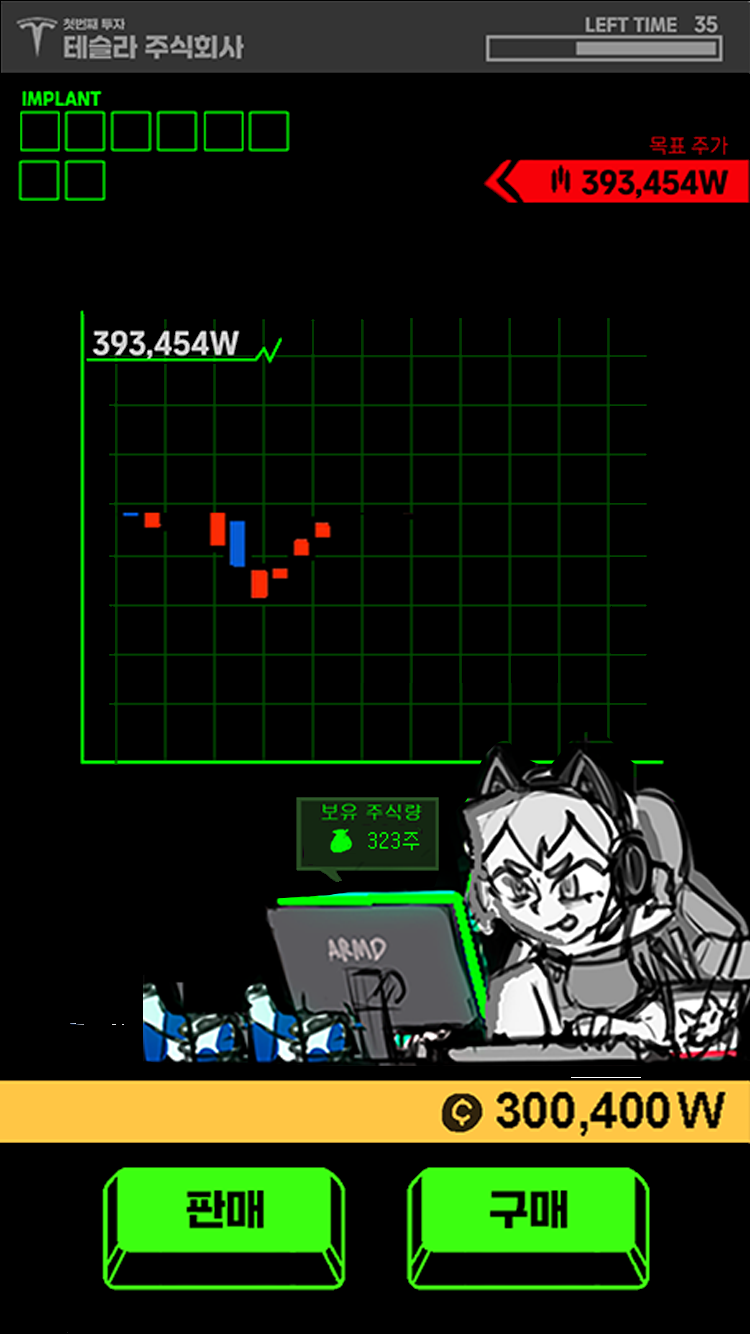 첫번째 투자
테슬라 주식회사
LEFT TIME 35
IMPLANT
목표 주가
393,454W
393,454W
보유 주식량
323주
ARMD
300,400W
판매
구매